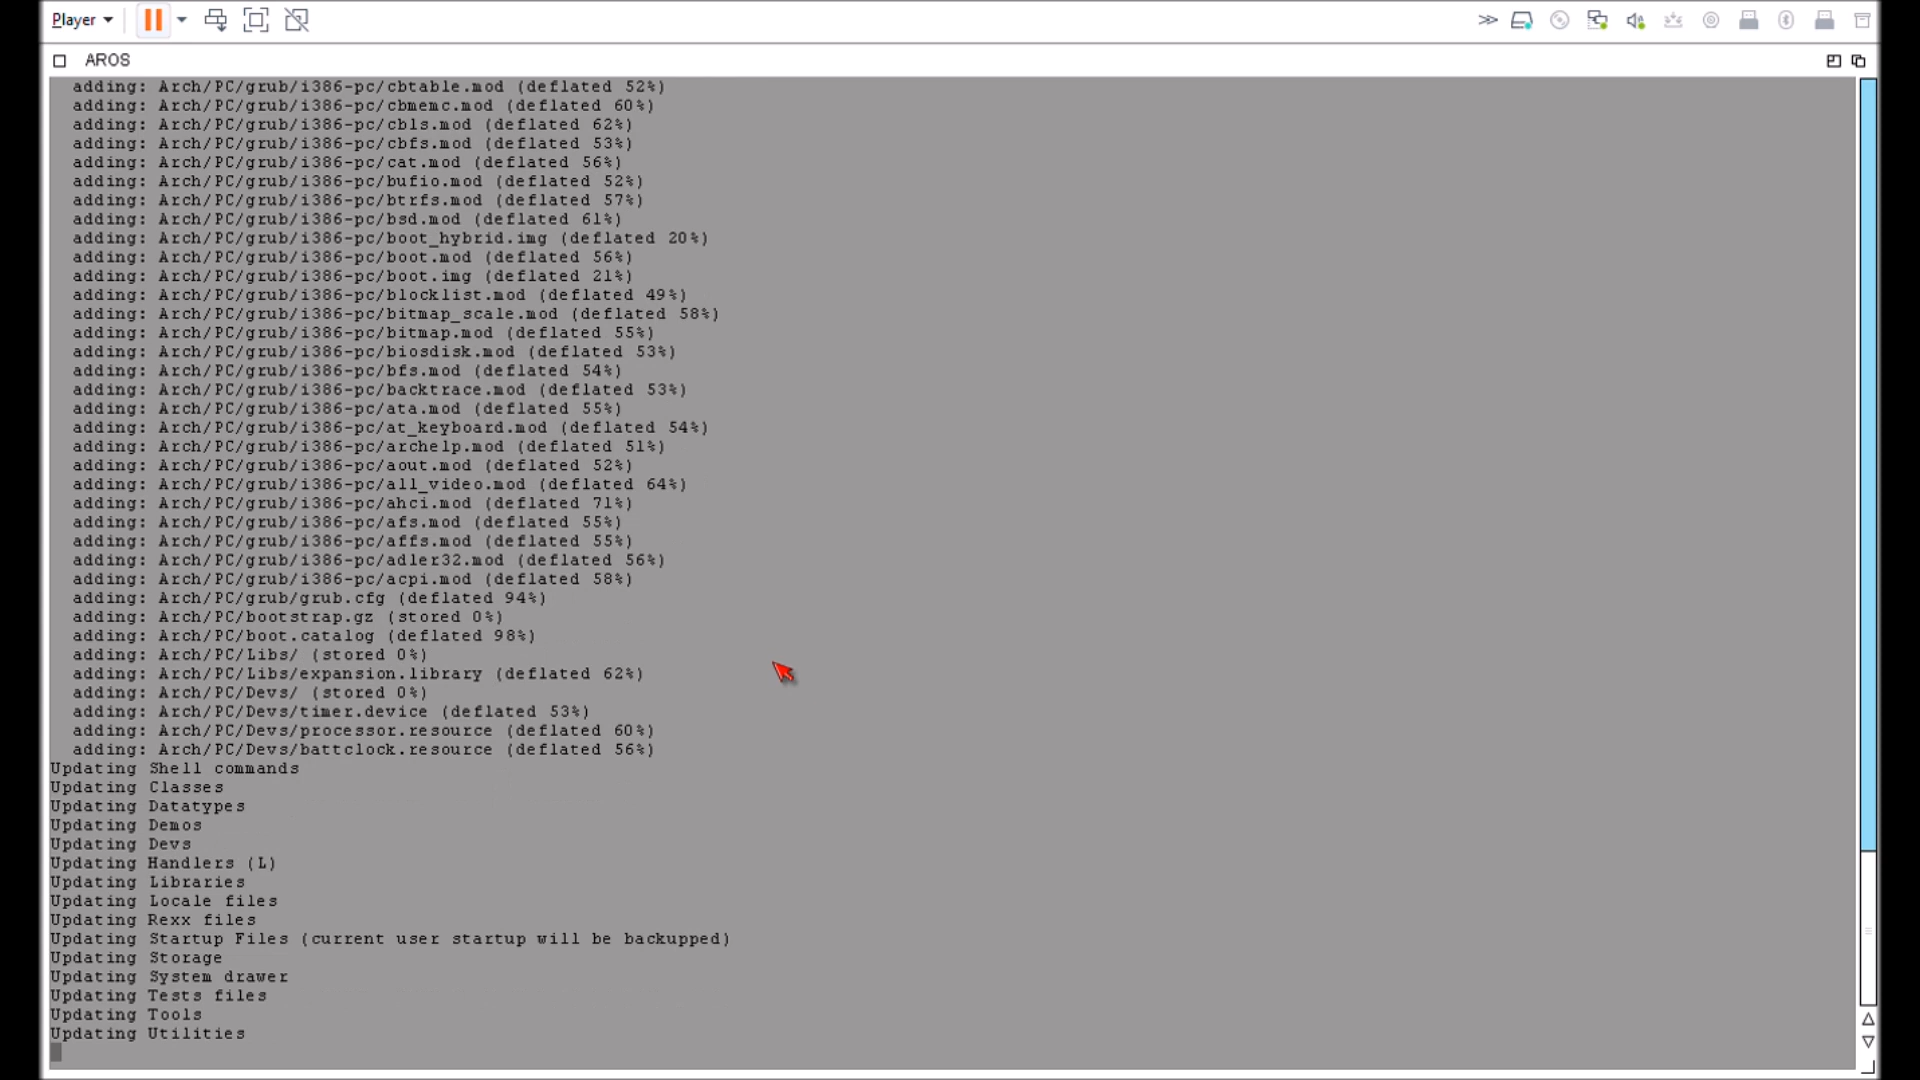 Player
AROS
adding: Arch/PC/grub/i386-pc/cbtable.mod (deflated 52%)
adding: Arch/PC/grub/i386-pc/cbmemc.mod (deflated 60%)
adding: Arch/PC/grub/i386-pc/cbls.mod (deflated 62%)
adding: Arch/PC/grub/i386-pc/cbfs.mod (deflated 53%)
adding: Arch/PC/grub/i386-pc/cat.mod (deflated 56%)
adding: Arch/PC/grub/i386-pc/bufio.mod (deflated 52%)
adding: Arch/PC/grub/i386-pc/btrfs.mod (deflated 57%)
adding: Arch/PC/grub/i386-pc/bsd.mod (deflated 61%)
adding: Arch/PC/grub/i386-pc/boot_hybrid.img (deflated 20%)
adding: Arch/PC/grub/i386-pc/boot.mod (deflated 56%)
adding: Arch/PC/grub/i386-pc/boot.img (deflated 21%)
adding: Arch/PC/grub/i386-pc/blocklist.mod (deflated 49%)
adding: Arch/PC/grub/i386-pc/bitmap_scale.mod (deflated 58%)
adding: Arch/PC/grub/i386-pc/bitmap.mod (deflated 55%)
adding: Arch/PC/grub/i386-pc/biosdisk.mod (deflated 53%)
adding: Arch/PC/grub/i386-pc/bfs.mod (deflated 54%)
adding: Arch/PC/grub/i386-pc/backtrace.mod (deflated 53%)
adding: Arch/PC/grub/i386-pc/ata.mod (deflated 55%)
adding: Arch/PC/grub/i386-pc/at_keyboard.mod (deflated 54%)
adding: Arch/PC/grub/i386-pc/archelp.mod (deflated 51%)
adding: Arch/PC/grub/i386-pc/aout.mod (deflated 52%)
adding: Arch/PC/grub/i386-pc/all_video.mod (deflated 64%)
adding: Arch/PC/grub/i386-pc/ahci.mod (deflated 71%)
adding: Arch/PC/grub/i386-pc/afs.mod (deflated 55%)
adding: Arch/PC/grub/i386-pc/affs.mod (deflated 55%)
adding: Arch/PC/grub/i386-pc/adler32.mod (deflated 56%)
adding: Arch/PC/grub/i386-pc/acpi.mod (deflated 58%)
adding: Arch/PC/grub/grub.cfg (deflated 94%)
adding: Arch/PC/bootstrap.gz (stored 0%)
adding: Arch/PC/boot.catalog (deflated 98%)
adding: Arch/PC/Libs/ (stored 0%)
adding: Arch/PC/Libs/expansion.library (deflated 62%)
adding: Arch/PC/Devs/ (stored 0%)
adding: Arch/PC/Devs/timer.device (deflated 53%)
adding: Arch/PC/Devs/processor.resource (deflated 60%)
adding: Arch/PC/Devs/battclock.resource (deflated 56%)
Updating Shell commands
Updating Classes
Updating Datatypes
Updating Demos
Updating Devs
Updating Handlers (L)
Updating Libraries
Updating Locale files
Updating Rexx files
Updating Startup Files (current user startup will be backupped)
Updating Storage
Updating System drawer
Updating Tests files
Updating Tools
Updating Utilities